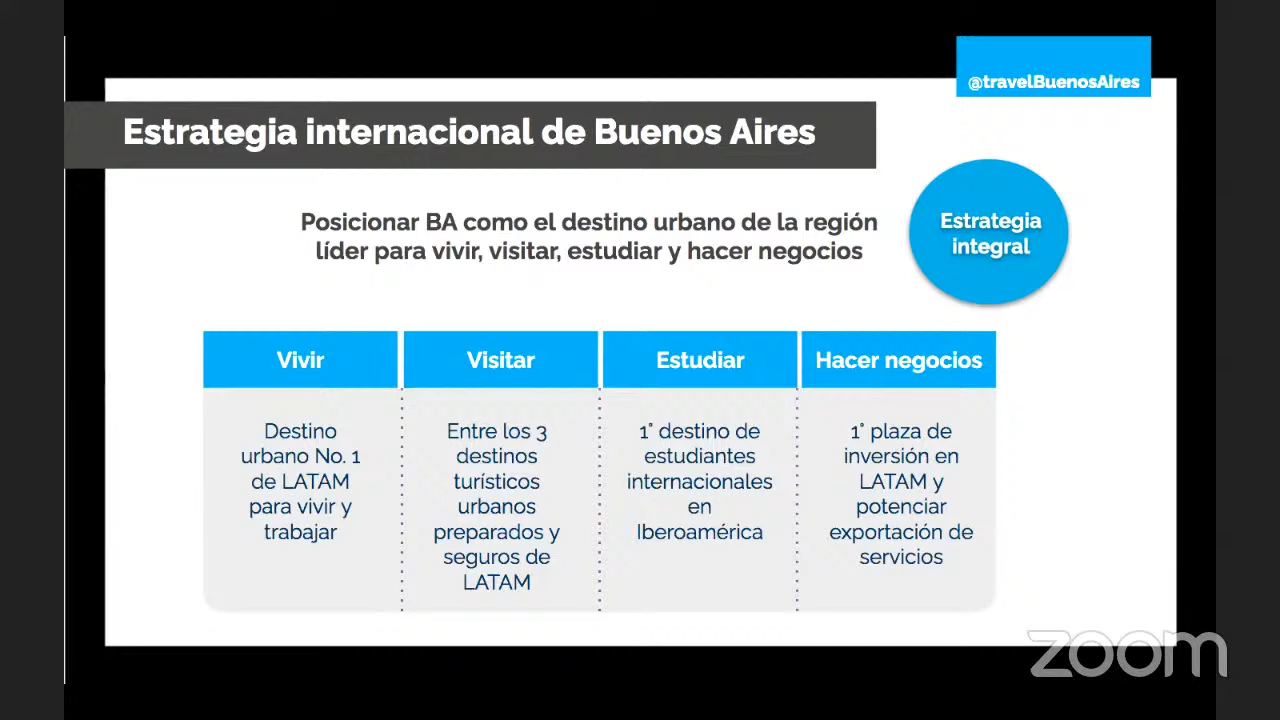 @travelBuenosAires
Estrategia internacional de Buenos Aires
Posicionar BA como el destino urbano de la región
líder para vivir, visitar, estudiar y hacer negocios
Estrategia
integral
Vivir
Destino
urbano No. 1
de LATAM
para vivir y
trabajar
Visitar
Entre los 3
destinos
turísticos
urbanos
preparados y
seguros de
LATAM
Estudiar
1° destino de
estudiantes
internacionales
en
Iberoamérica
Hacer negocios
1° plaza de
inversión en
LATAM y
potenciar
exportación de
servicios
zoom